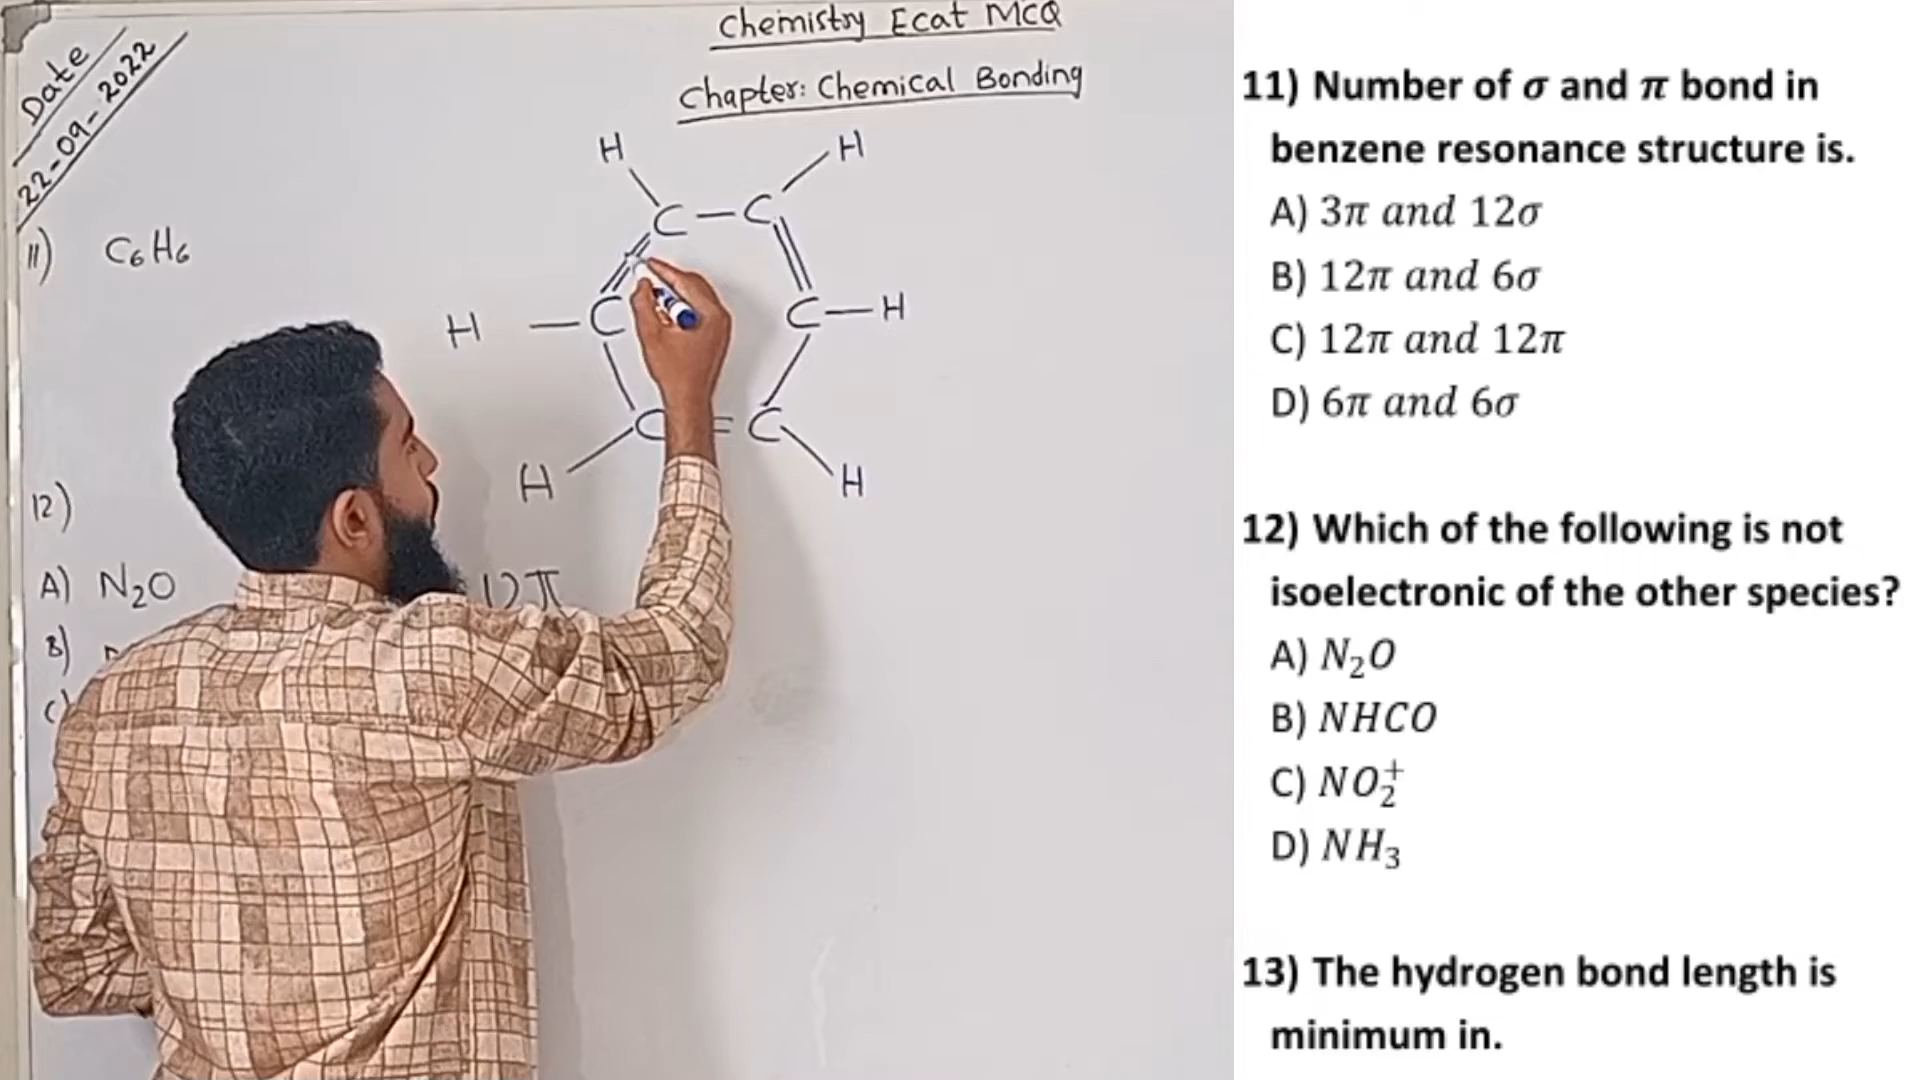 Chemistry Ecat MCQ
Chapter: Chemical Bonding
Date
22-09-2022
11) C₆H₆
H H
C — C
H — C C — H
C = C
H H
12)
A) N₂O
B)
C)
1)π
11) Number of σ and π bond in
benzene resonance structure is.
A) 3π and 12σ
B) 12π and 6σ
C) 12π and 12π
D) 6π and 6σ
12) Which of the following is not
isoelectronic of the other species?
A) N₂O
B) NHCO
C) NO₂⁺
D) NH₃
13) The hydrogen bond length is
minimum in.